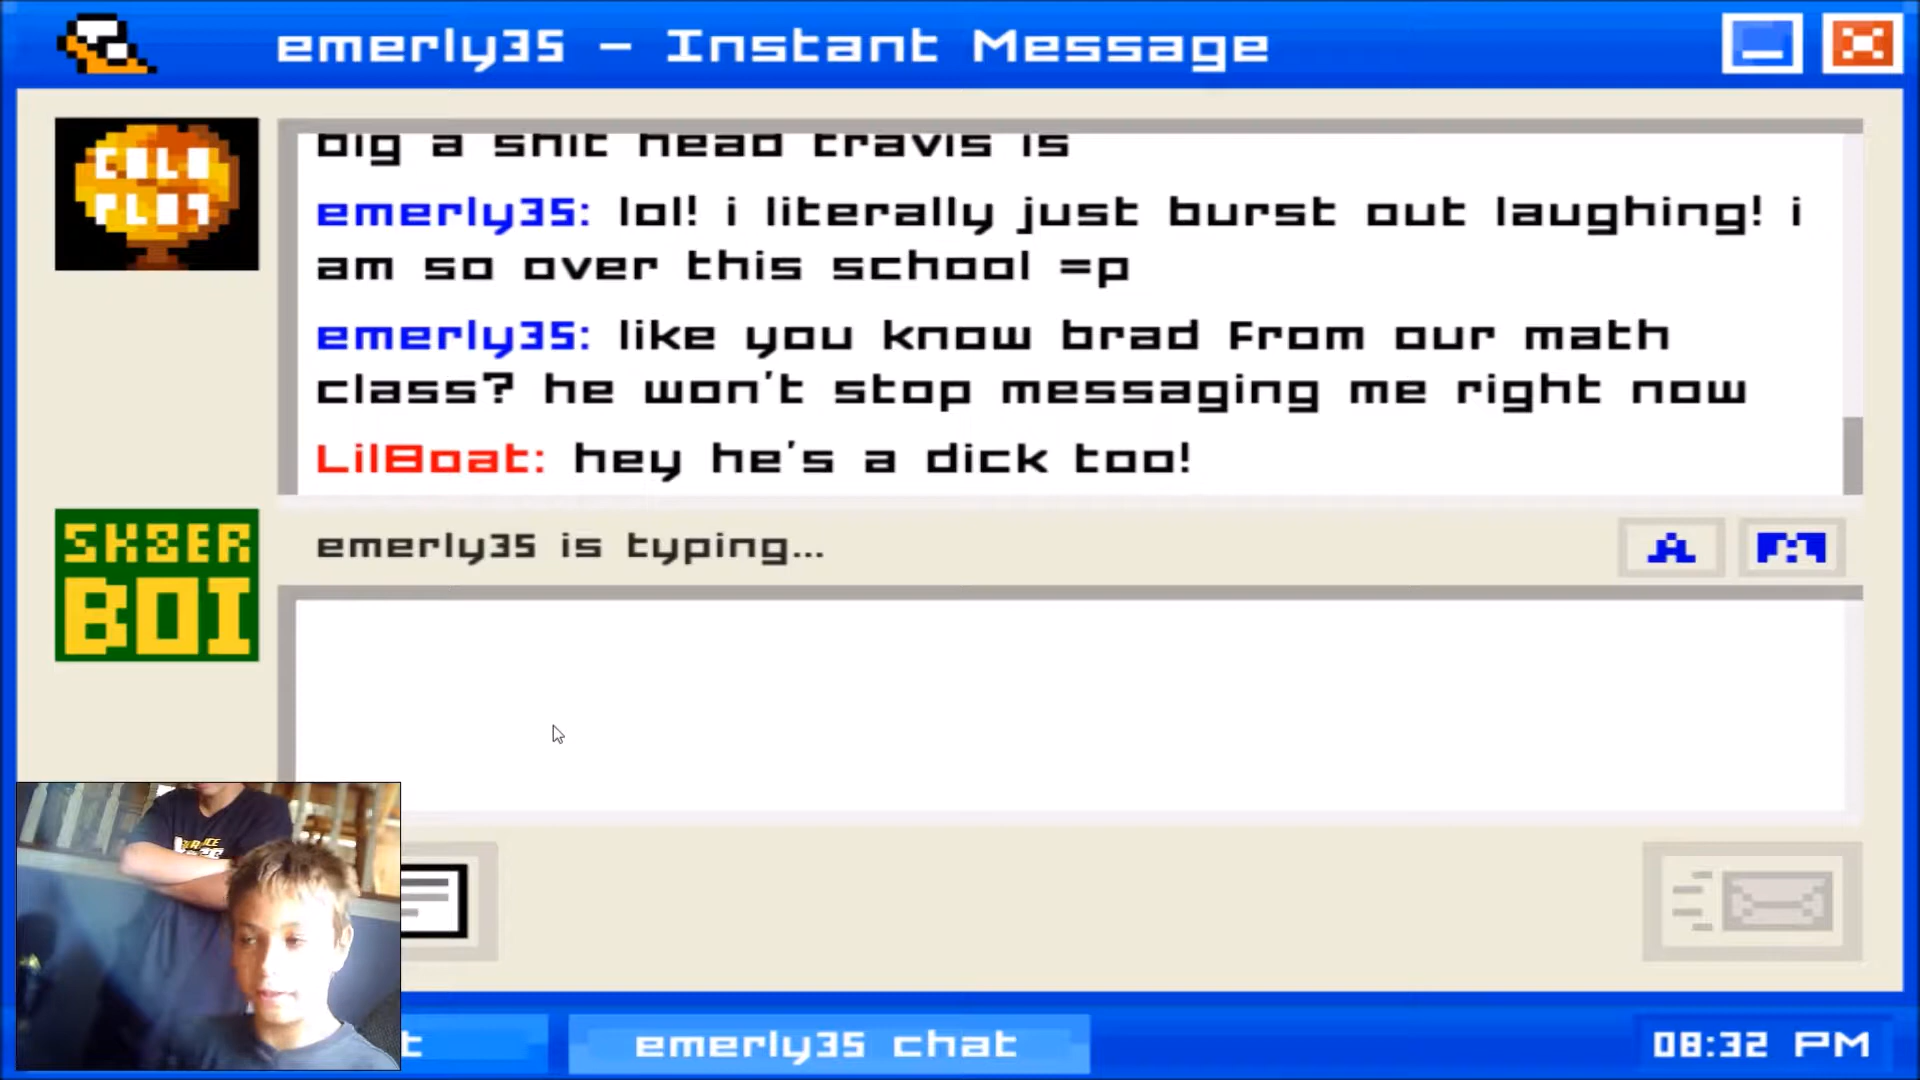 emerly35 - Instant Message
COLD
PLAY
big a shit head travis is
emerly35: lol! i literally just burst out laughing! i
am so over this school =p
emerly35: like you know brad From our math
class? he won't stop messaging me right now
LilBoat: hey he's a dick too!
SK8ER
BOI
emerly35 is typing...
A
t
emerly35 chat
08:32 PM